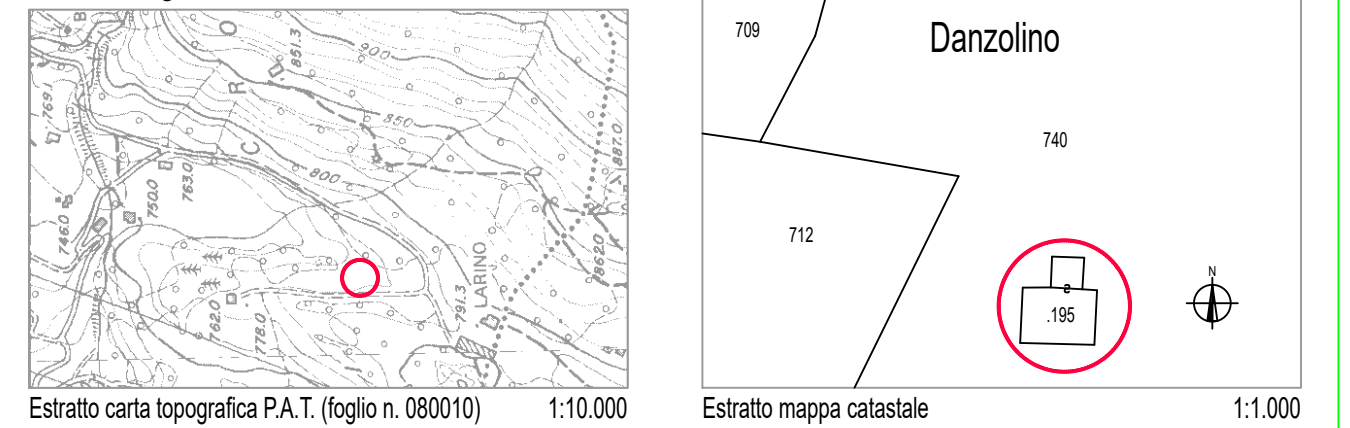 B
O
R
C
769.1
861.3
900
850
800
746.0
750.0
763.0
762.0
778.0
791.3
LARINO
887.0
862.0
Estratto carta topografica P.A.T. (foglio n. 080010) 1:10.000
709
Danzolino
740
712
.195
N
Estratto mappa catastale 1:1.000